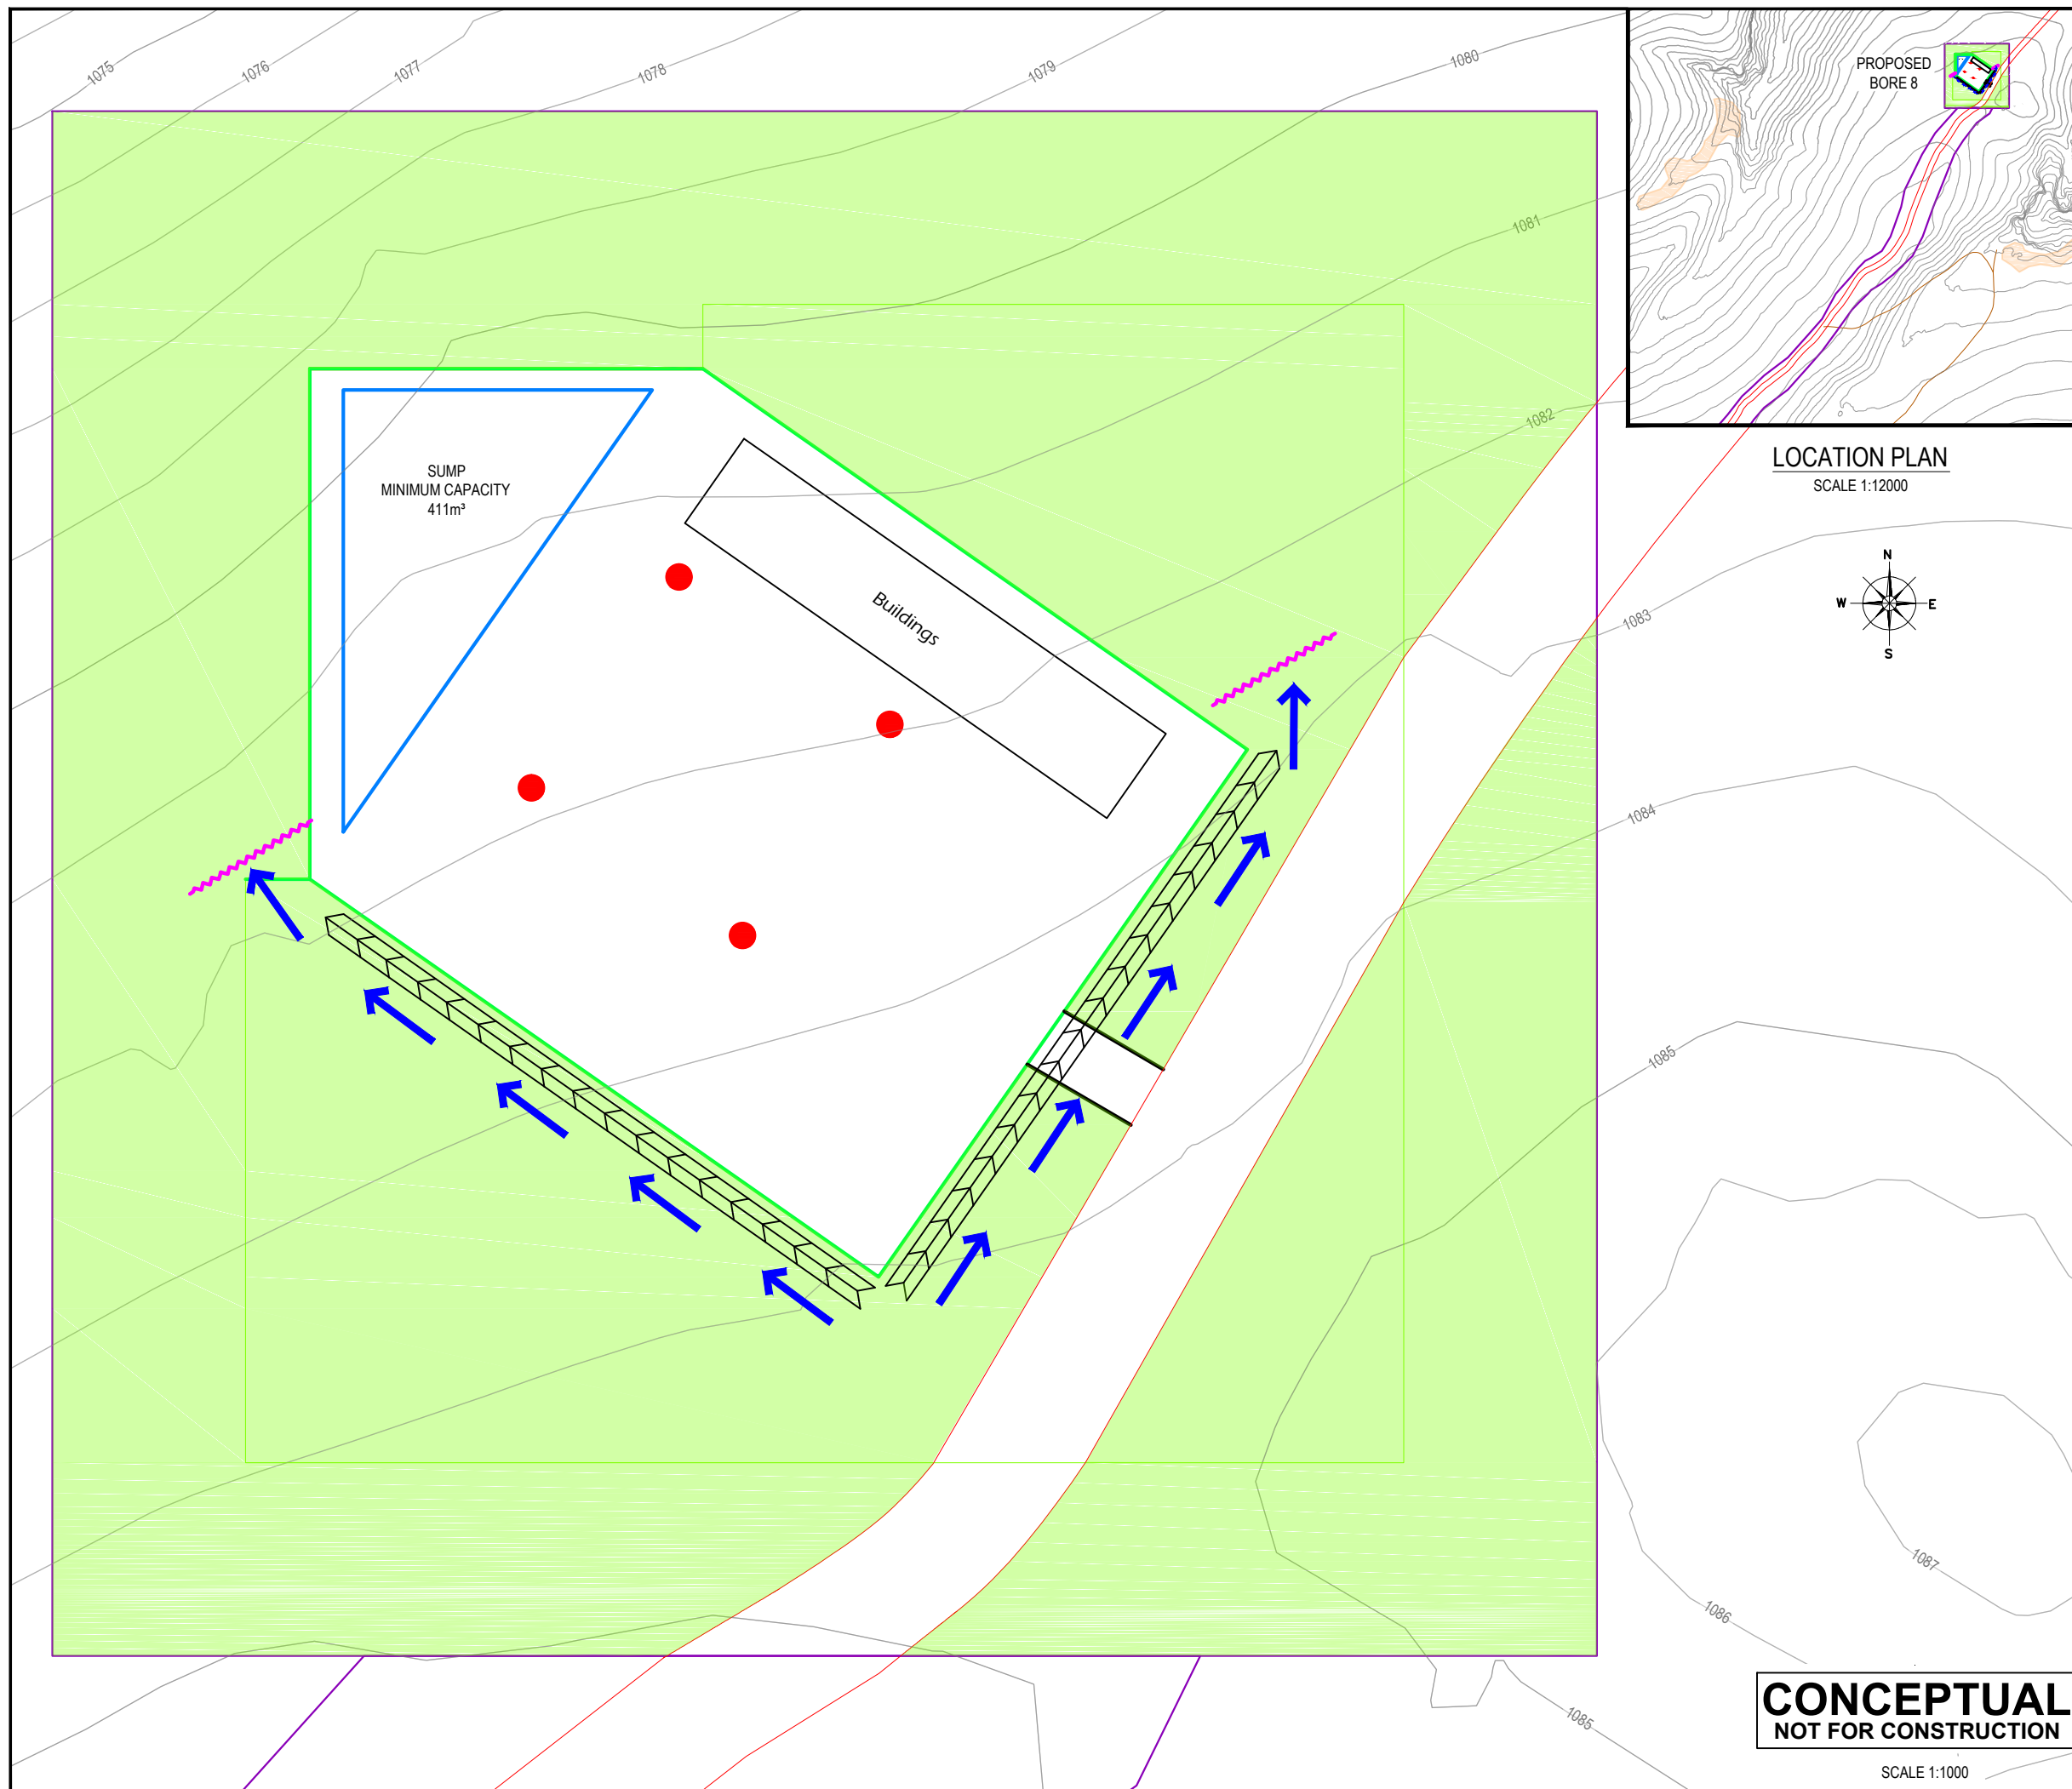 1075
1076
1077
1078
1079
1080
PROPOSED
BORE 8
1081
1082
LOCATION PLAN
SCALE 1:12000
SUMP
MINIMUM CAPACITY
411m³
N
W
E
S
Buildings
1083
1084
1085
1087
1086
1085
CONCEPTUAL
NOT FOR CONSTRUCTION
SCALE 1:1000